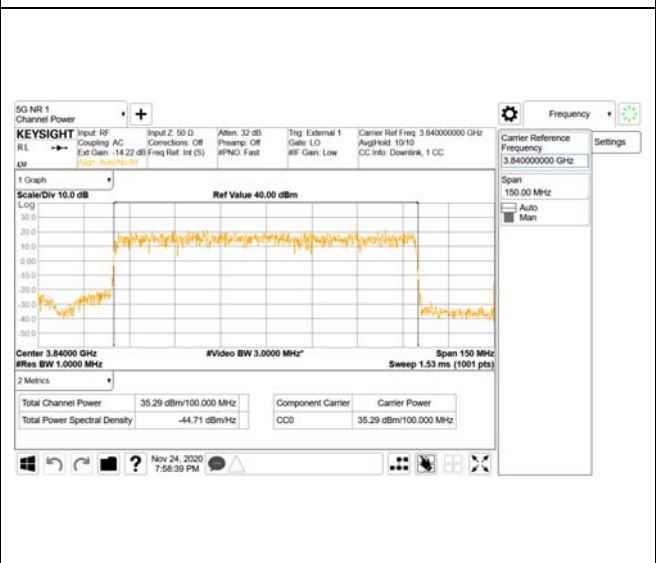 5G NR 1
Channel Power
Frequency
KEYSIGHT
RL
Input: RF
Coupling: AC
Ext Gain: -14.22 dB
Align: Auto/No RF
Input Z: 50 Ω
Corrections: Off
Freq Ref: Int (S)
Atten: 32 dB
Preamp: Off
#PNO: Fast
Trig: External 1
Gate: LO
#IF Gain: Low
Carrier Ref Freq: 3.840000000 GHz
Avg|Hold: 10/10
CC Info: Downlink, 1 CC
Carrier Reference
Frequency
3.840000000 GHz
Settings
Span
150.00 MHz
Auto
Man
1 Graph
Scale/Div 10.0 dB
Ref Value 40.00 dBm
Log
30.0
20.0
10.0
0.00
-10.0
-20.0
-30.0
-40.0
-50.0
Center 3.84000 GHz
#Video BW 3.0000 MHz*
Span 150 MHz
#Res BW 1.0000 MHz
Sweep 1.53 ms (1001 pts)
2 Metrics
Total Channel Power 35.29 dBm/100.000 MHz
Total Power Spectral Density -44.71 dBm/Hz
Component Carrier Carrier Power
CC0 35.29 dBm/100.000 MHz
?
Nov 24, 2020
7:58:39 PM